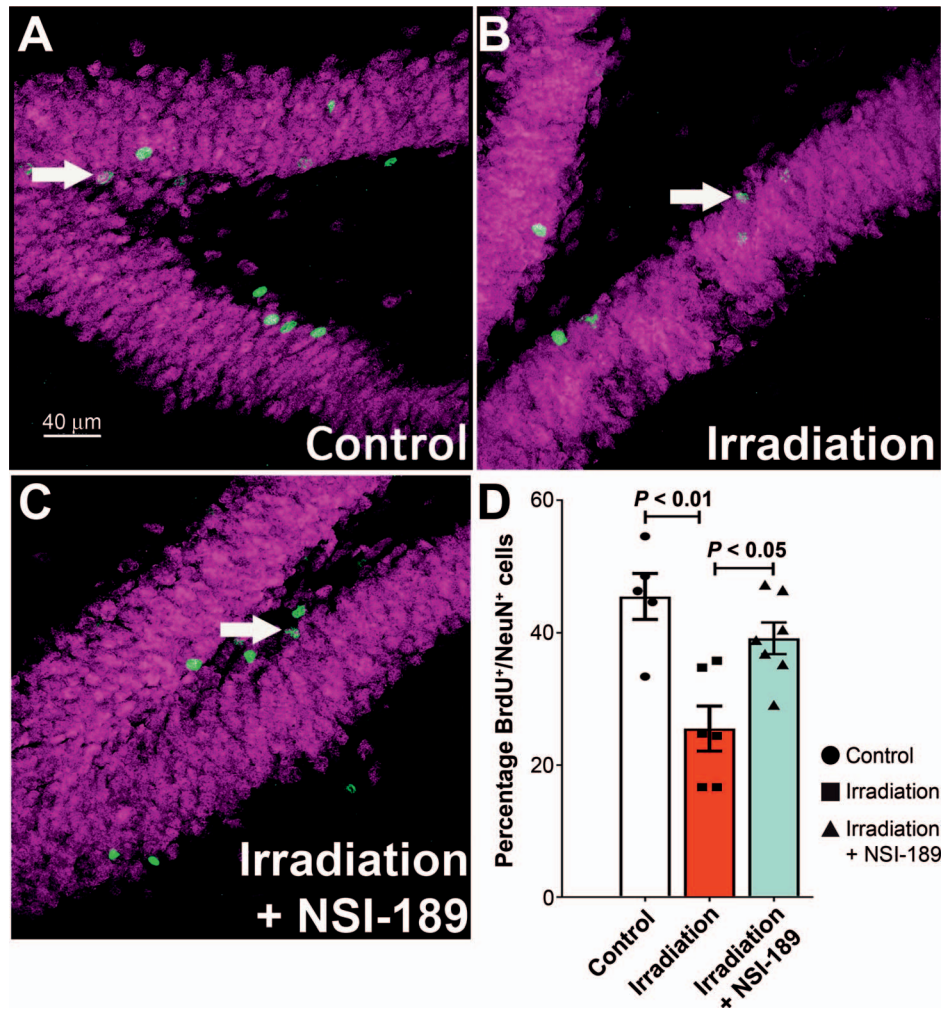 A
B
40 μm
Control
Irradiation
C
Irradiation
+ NSI-189
D
60
40
20
0
Percentage BrdU⁺/NeuN⁺ cells
P < 0.01
P < 0.05
Control
Irradiation
Irradiation
+ NSI-189
Control
Irradiation
Irradiation
+ NSI-189